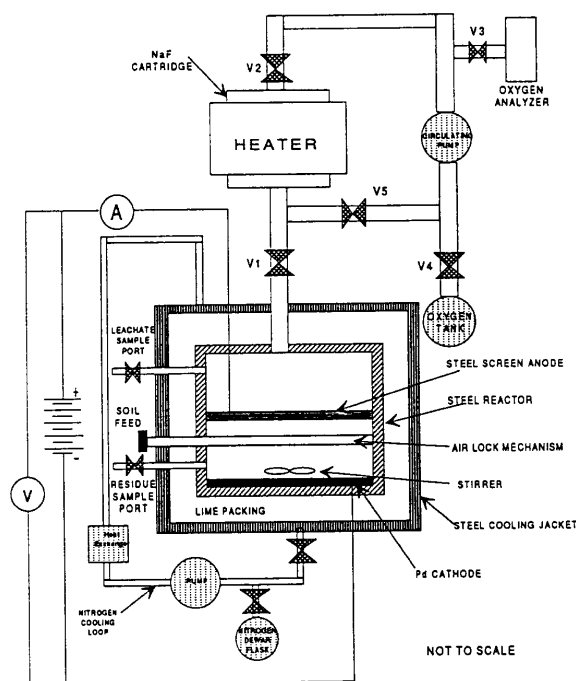 V3
NaF
CARTRIDGE
V2
OXYGEN
ANALYZER
HEATER
CIRCULATING
PUMP
V5
A
V1
V4
LEACHATE
SAMPLE
PORT
OXYGEN
TANK
STEEL SCREEN ANODE
STEEL REACTOR
+
SOIL
FEED
AIR LOCK MECHANISM
V
RESIDUE
SAMPLE
PORT
STIRRER
LIME PACKING
STEEL COOLING JACKET
Heat
Exchanger
PUMP
Pd CATHODE
NITROGEN
COOLING
LOOP
NITROGEN
DEWAR
FLASK
NOT TO SCALE